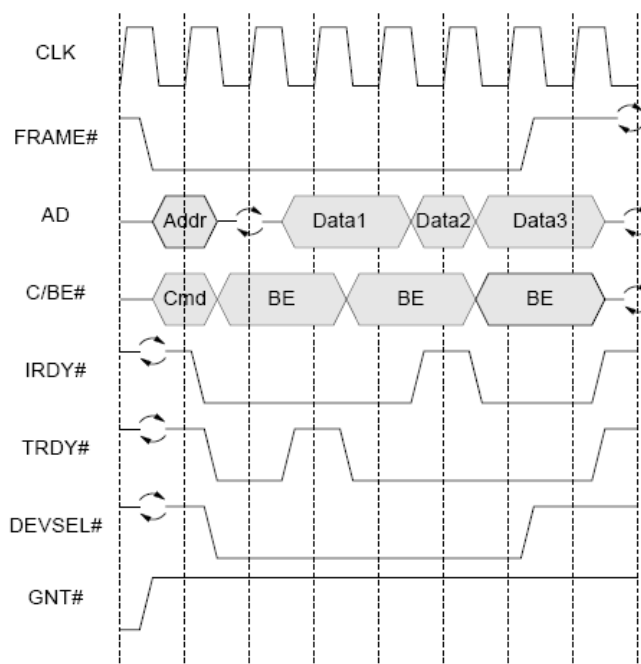 CLK
FRAME#
AD Addr Data1 Data2 Data3
C/BE# Cmd BE BE BE
IRDY#
TRDY#
DEVSEL#
GNT#